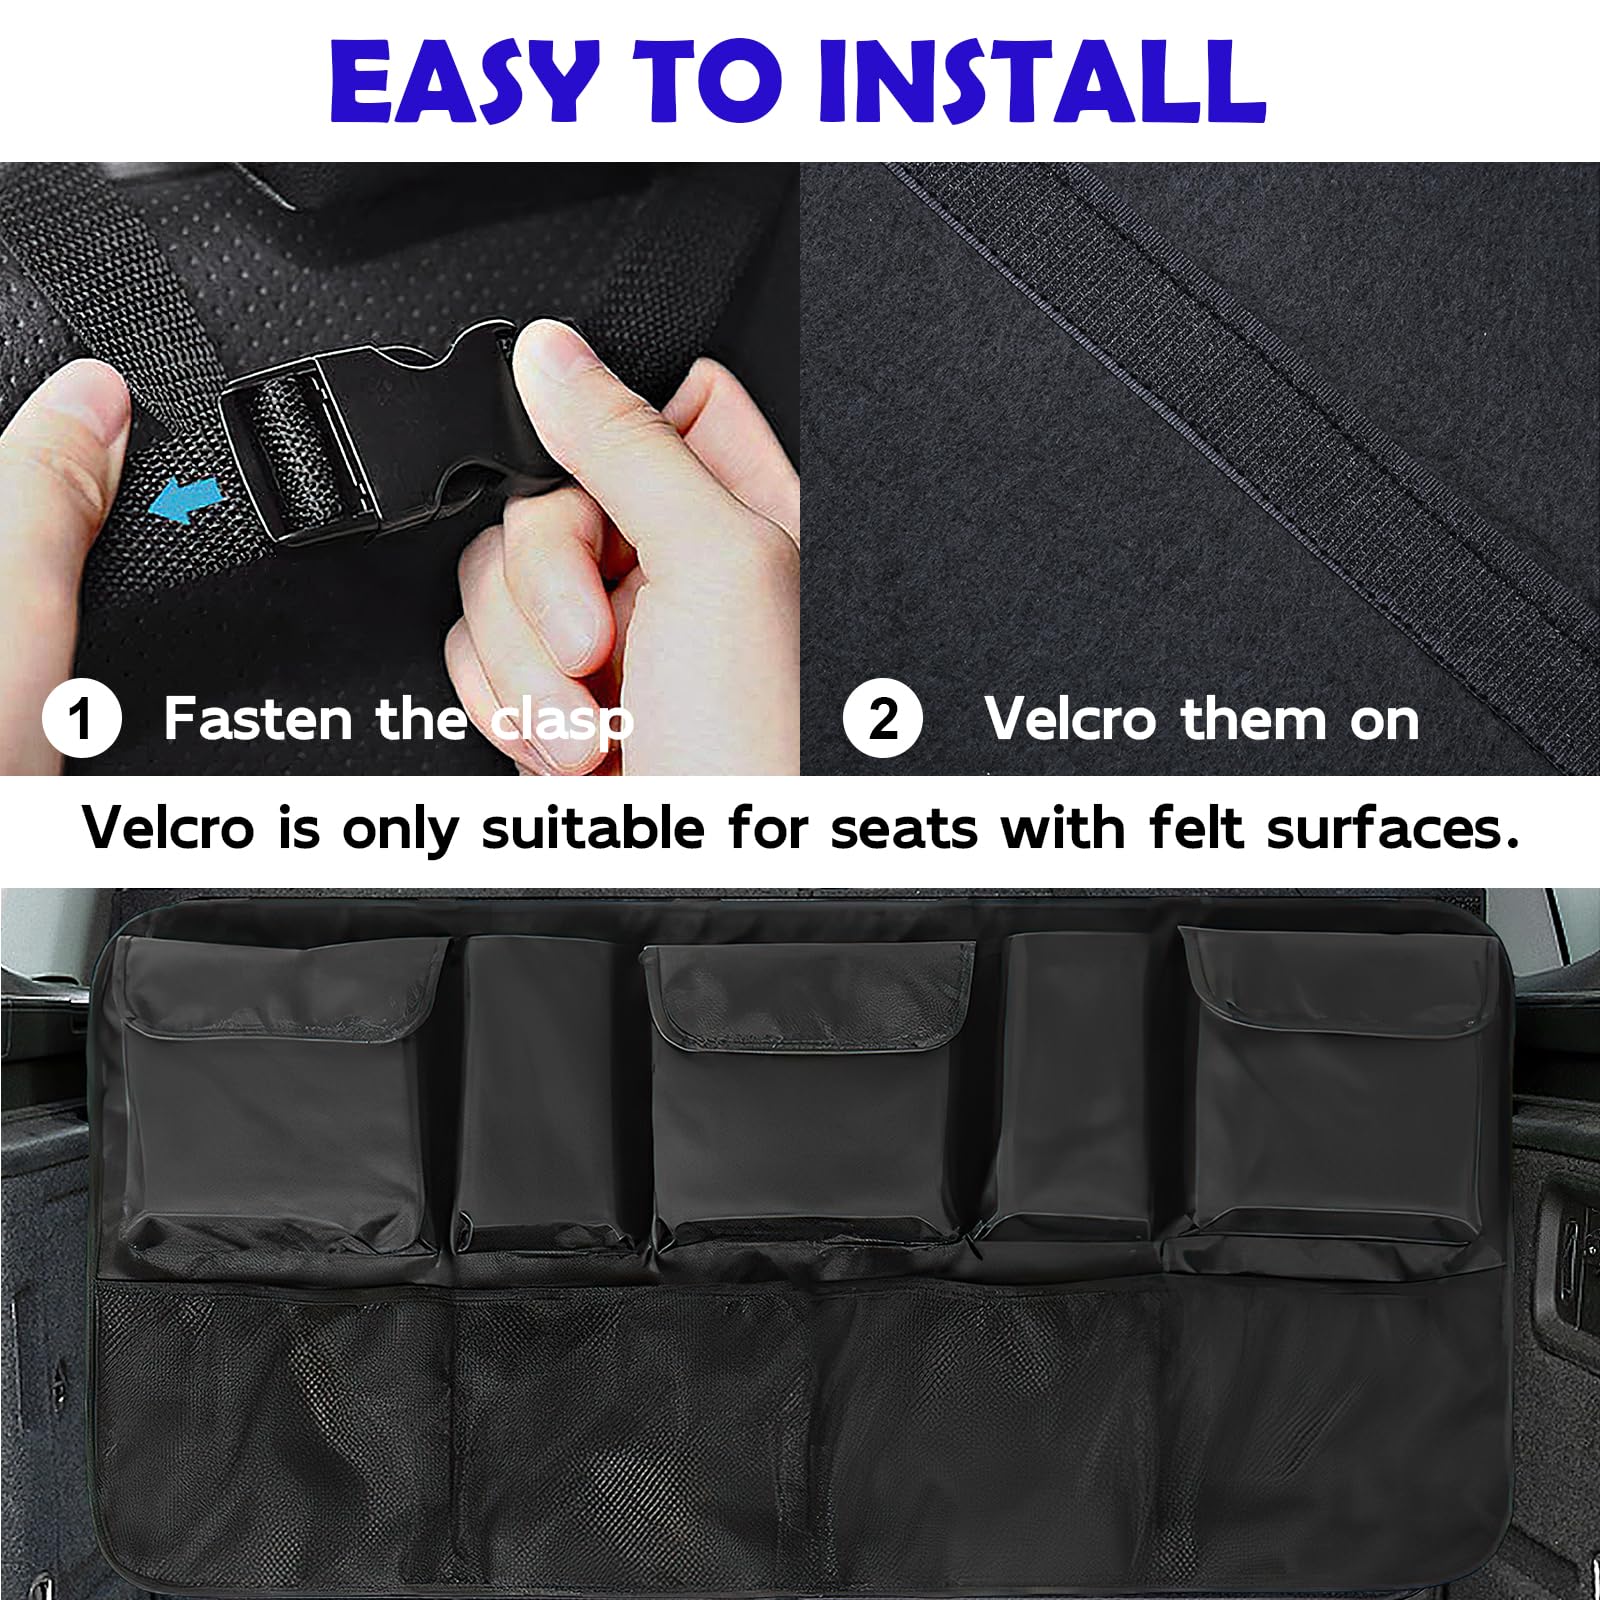 EASY TO INSTALL
1 Fasten the clasp
2 Velcro them on
Velcro is only suitable for seats with felt surfaces.